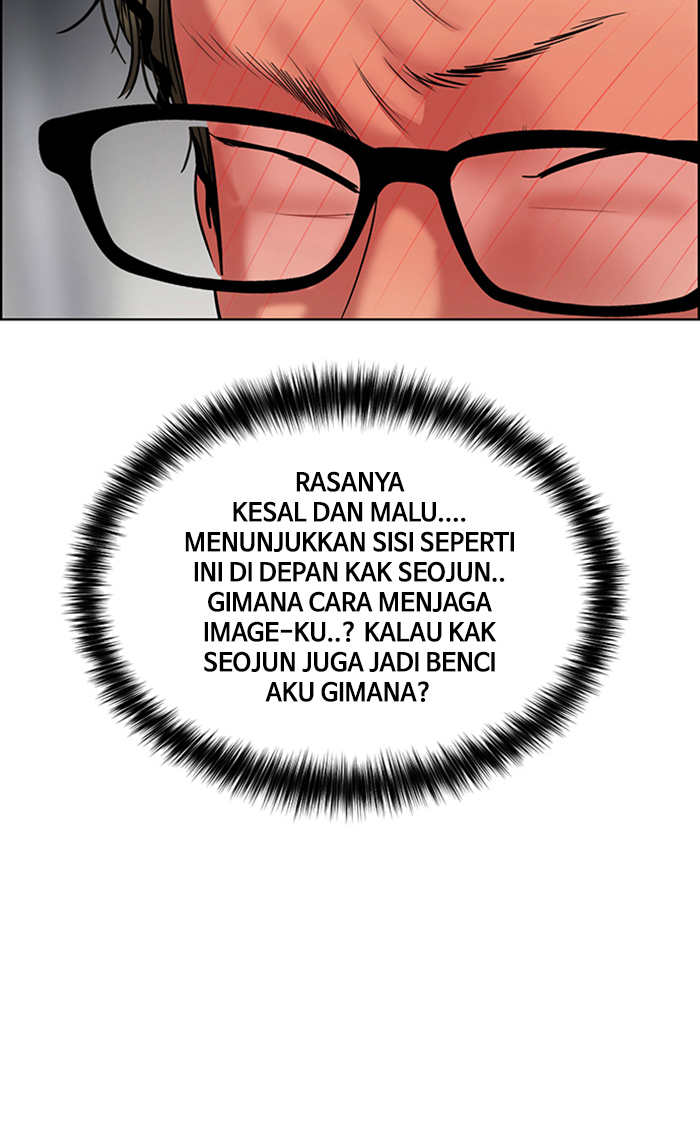 RASANYA
KESAL DAN MALU....
MENUNJUKKAN SISI SEPERTI
INI DI DEPAN KAK SEOJUN..
GIMANA CARA MENJAGA
IMAGE-KU..? KALAU KAK
SEOJUN JUGA JADI BENCI
AKU GIMANA?